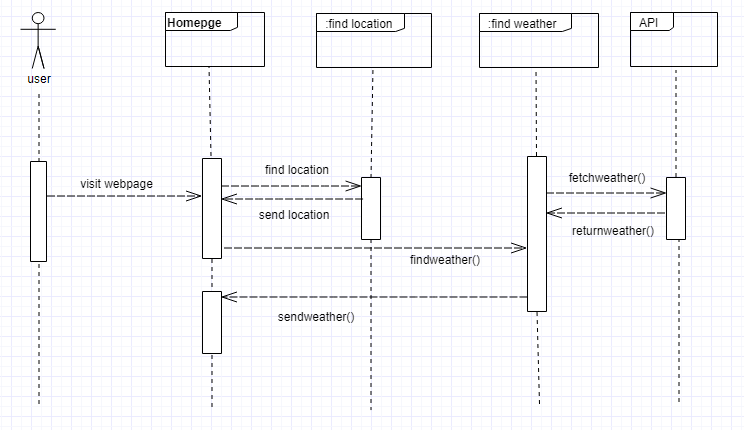 Homepge
:find location
:find weather
API
user
visit webpage
find location
send location
fetchweather()
returnweather()
findweather()
sendweather()